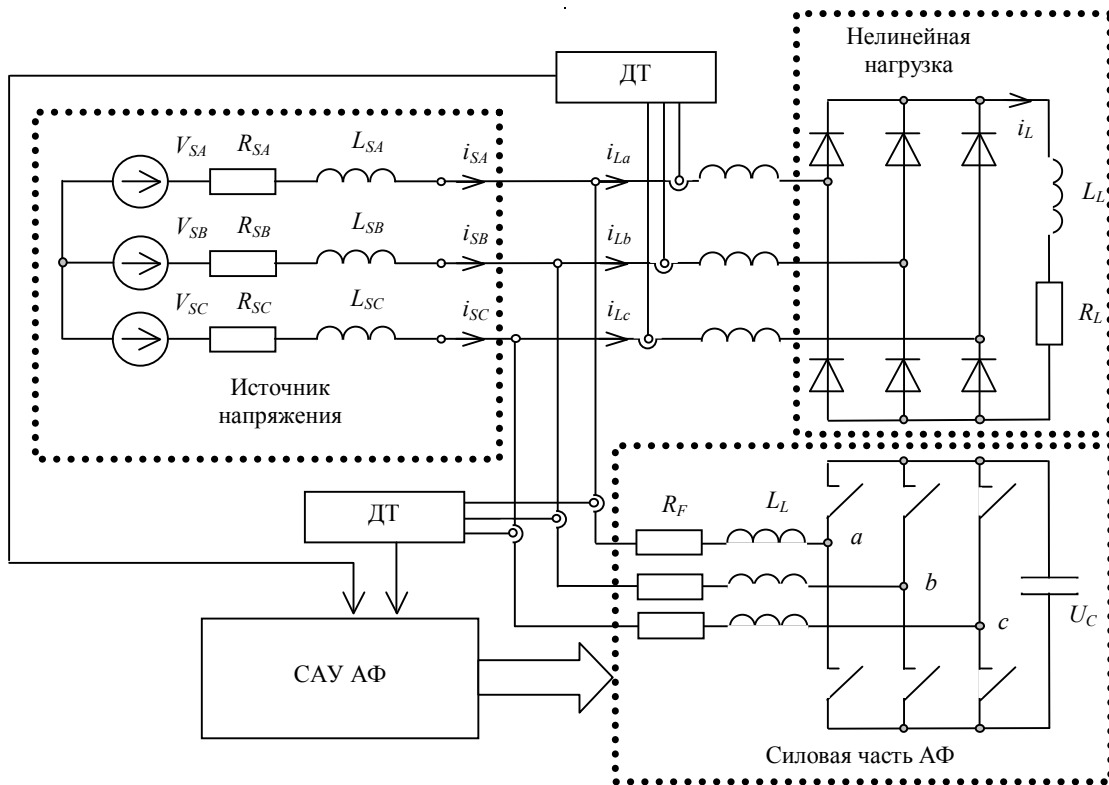 Нелинейная
нагрузка
ДТ
V_SA R_SA L_SA i_SA i_La i_L
L_L
V_SB R_SB L_SB i_SB i_Lb
V_SC R_SC L_SC i_SC i_Lc
R_L
Источник
напряжения
ДТ
R_F L_L
a
b
c
U_C
САУ АФ
Силовая часть АФ